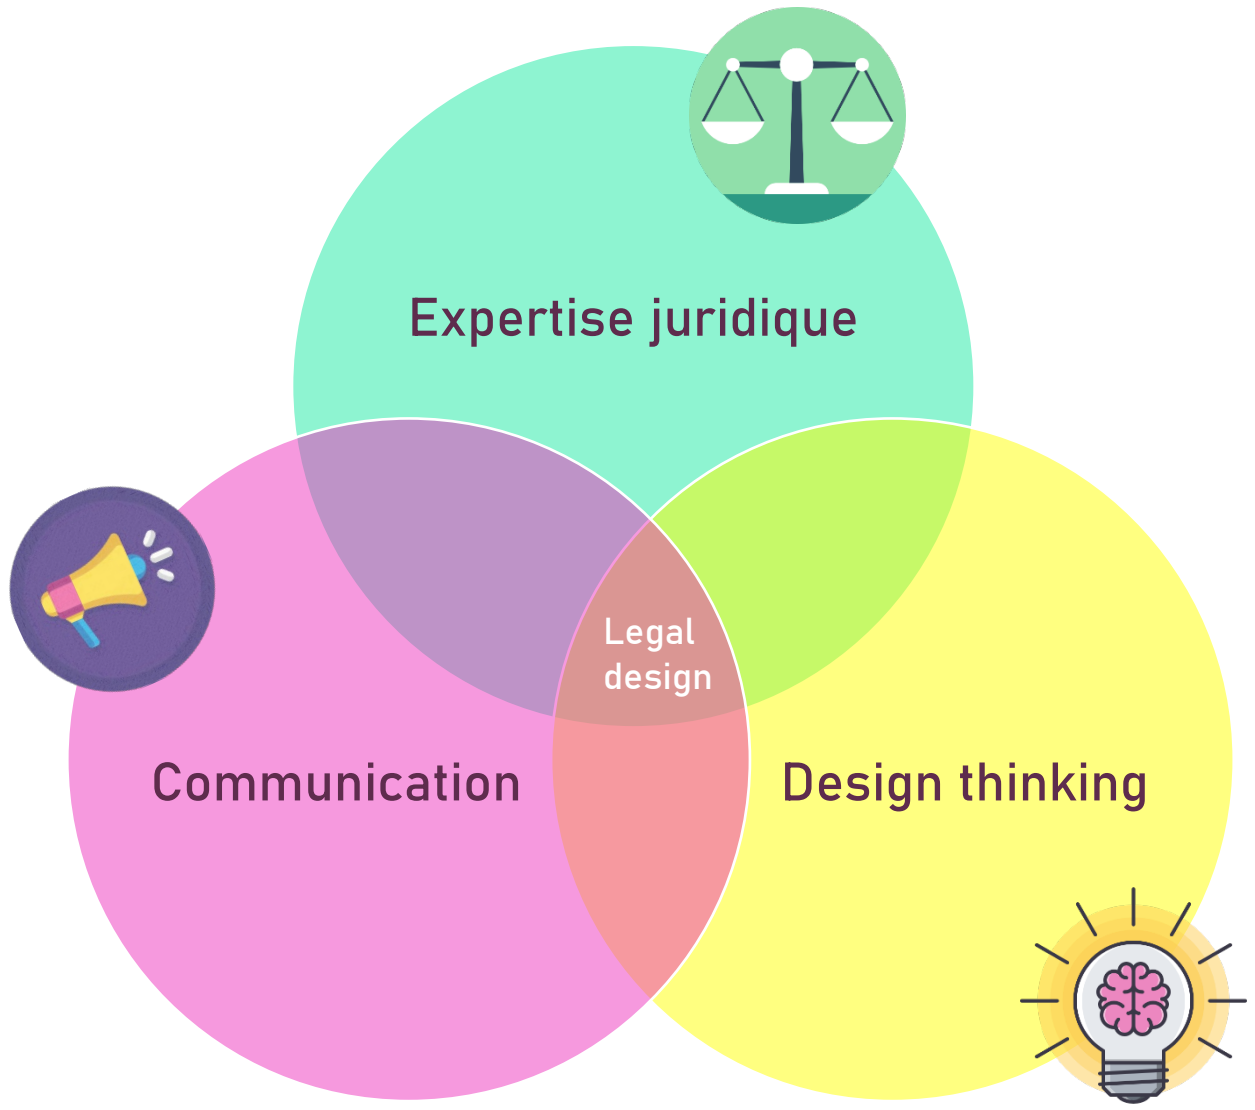 Expertise juridique
Legal
design
Communication
Design thinking